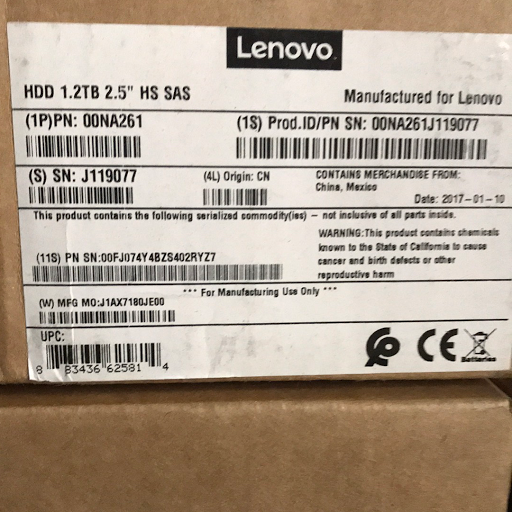 Lenovo
HDD 1.2TB 2.5" HS SAS
Manufactured for Lenovo
(1P)PN: 00NA261
(1S) Prod.ID/PN SN: 00NA261J119077
(S) SN: J119077
(4L) Origin: CN
CONTAINS MERCHANDISE FROM:
China, Mexico
Date: 2017-01-10
This product contains the following serialized commodity(ies) - not inclusive of all parts inside.
WARNING:This product contains chemicals
known to the State of California to cause
cancer and birth defects or other
reproductive harm
(11S) PN SN:00FJ074Y4BZS402RYZ7
*** For Manufacturing Use Only ***
(W) MFG MO:J1AX7180JE00
UPC:
8 83436 62581 4
CE
Batteries